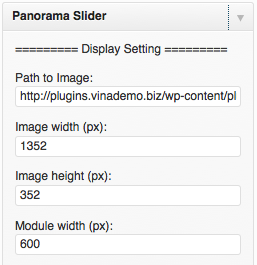 Panorama Slider
========= Display Setting =========
Path to Image:
http://plugins.vinademo.biz/wp-content/pl
Image width (px):
1352
Image height (px):
352
Module width (px):
600